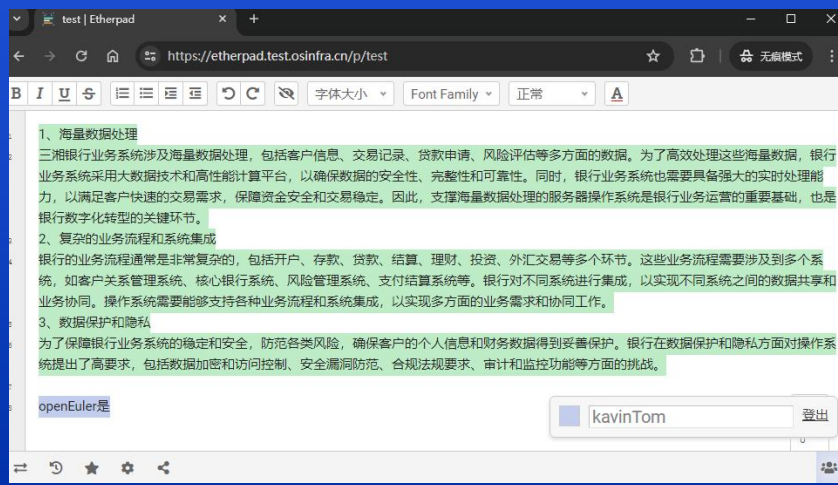 test | Etherpad
https://etherpad.test.osinfra.cn/p/test
无痕模式
B I U S 字体大小 Font Family 正常 A
1、海量数据处理
三湘银行业务系统涉及海量数据处理，包括客户信息、交易记录、贷款申请、风险评估等多方面的数据。为了高效处理这些海量数据，银行
业务系统采用大数据技术和高性能计算平台，以确保数据的安全性、完整性和可靠性。同时，银行业务系统也需要具备强大的实时处理能
力，以满足客户快速的交易需求，保障资金安全和交易稳定。因此，支撑海量数据处理的服务器操作系统是银行业务运营的重要基础，也是
银行数字化转型的关键环节。
2、复杂的业务流程和系统集成
银行的业务流程通常是非常复杂的，包括开户、存款、贷款、结算、理财、投资、外汇交易等多个环节。这些业务流程需要涉及到多个系
统，如客户关系管理系统、核心银行系统、风险管理系统、支付结算系统等。银行对不同系统进行集成，以实现不同系统之间的数据共享和
业务协同。操作系统需要能够支持各种业务流程和系统集成，以实现多方面的业务需求和协同工作。
3、数据保护和隐私
为了保障银行业务系统的稳定和安全，防范各类风险，确保客户的个人信息和财务数据得到妥善保护。银行在数据保护和隐私方面对操作系
统提出了高要求，包括数据加密和访问控制、安全漏洞防范、合规法规要求、审计和监控功能等方面的挑战。
openEuler是
kavinTom 登出